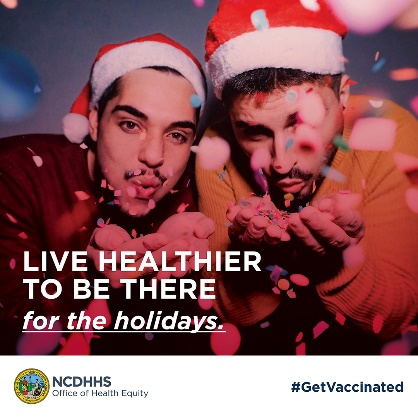 LIVE HEALTHIER
TO BE THERE
for the holidays.
NCDHHS
Office of Health Equity
#GetVaccinated